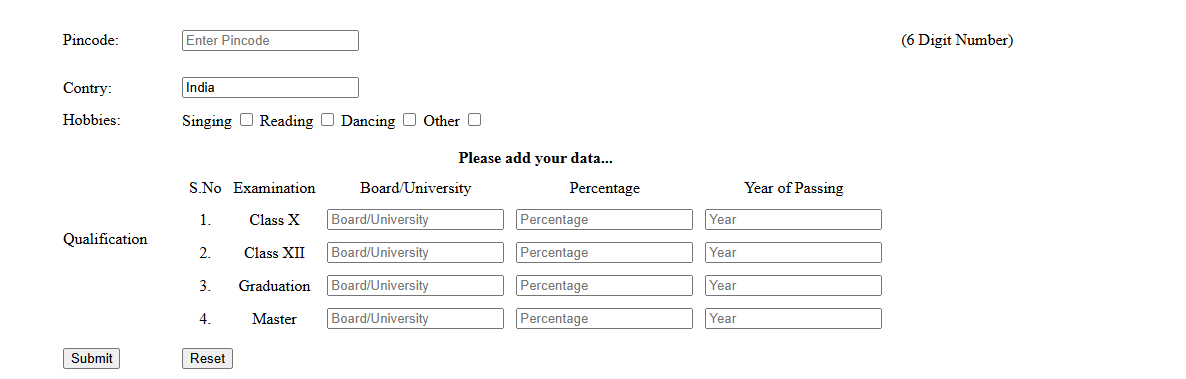 Pincode: Enter Pincode (6 Digit Number)
Contry: India
Hobbies: Singing Reading Dancing Other
Please add your data...
S.No Examination Board/University Percentage Year of Passing
1. Class X Board/University Percentage Year
Qualification
2. Class XII Board/University Percentage Year
3. Graduation Board/University Percentage Year
4. Master Board/University Percentage Year
Submit Reset